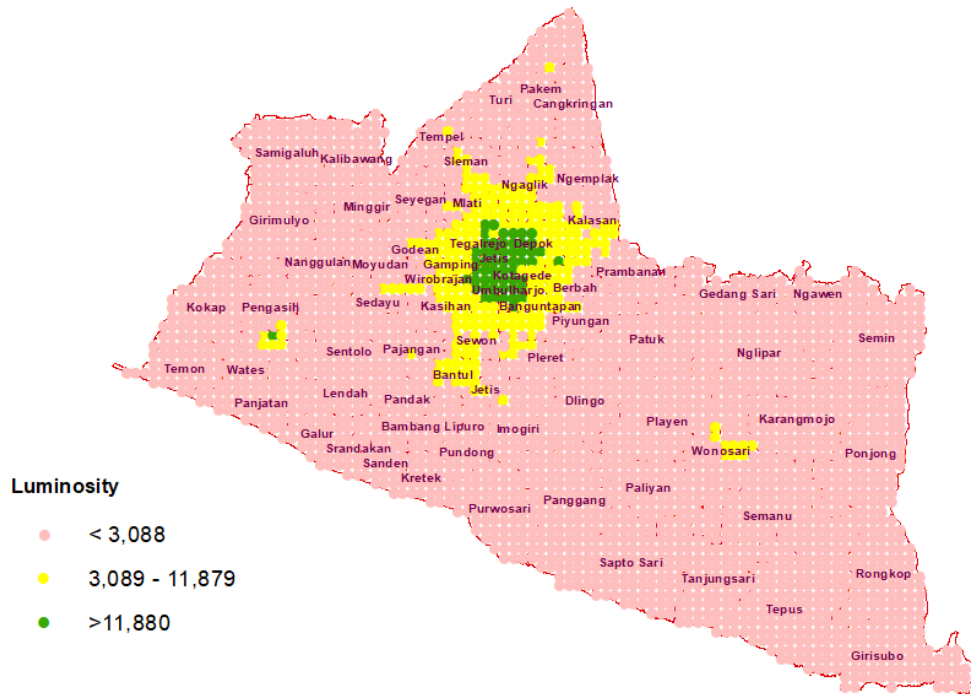 Pakem
Turi
Cangkringan
Tempel
Samigaluh
Kalibawang
Sleman
Ngaglik
Ngemplak
Seyegan
Mlati
Minggir
Girimulyo
Kalasan
Tegalrejo
Depok
Godean
Jetis
Nanggulan
Moyudan
Gamping
Kotagede
Prambanan
Wirobrajan
Umbulharjo
Berbah
Gedang Sari
Ngawen
Kokap
Pengasih
Sedayu
Kasihan
Banguntapan
Piyungan
Patuk
Semin
Sewon
Sentolo
Pajangan
Pleret
Nglipar
Temon
Wates
Bantul
Jetis
Lendah
Pandak
Dlingo
Panjatan
Playen
Karangmojo
Galur
Bambang Lipuro
Imogiri
Srandakan
Pundong
Wonosari
Ponjong
Sanden
Kretek
Luminosity
Paliyan
Panggang
Purwosari
Semanu
< 3,088
Sapto Sari
Tanjungsari
Rongkop
3,089 - 11,879
Tepus
>11,880
Girisubo